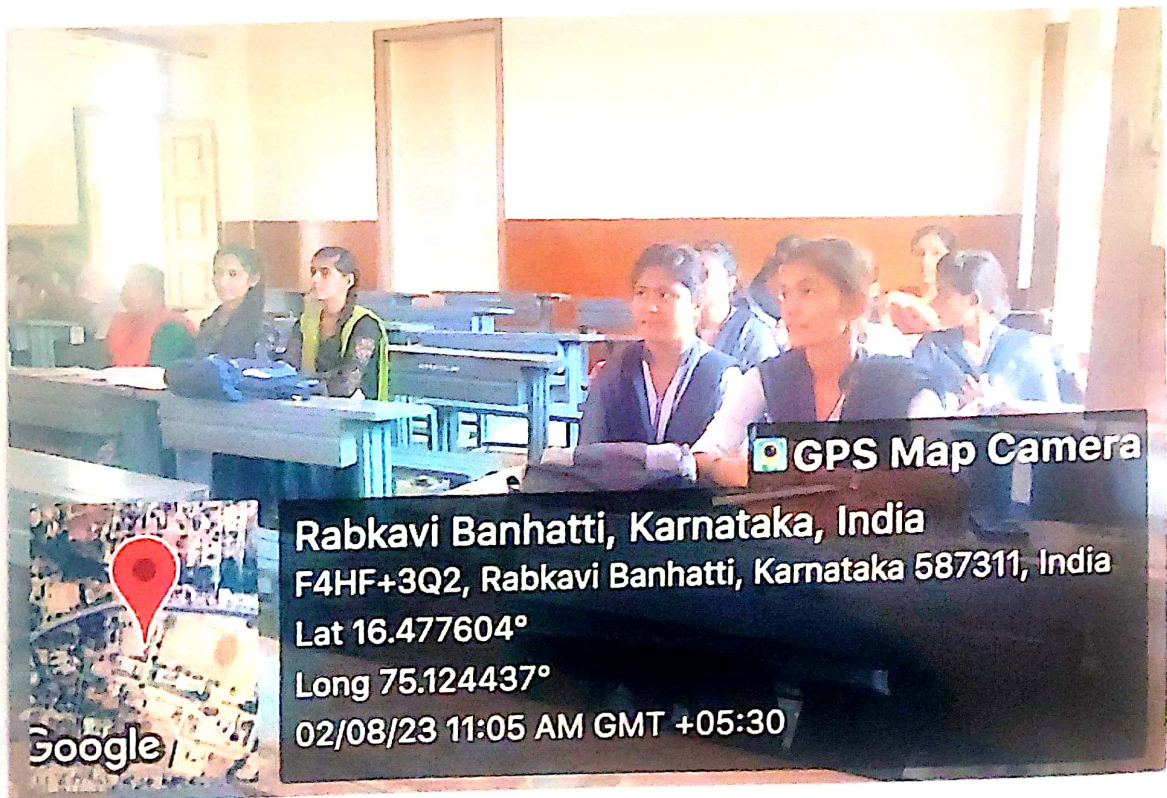 GPS Map Camera
Rabkavi Banhatti, Karnataka, India
F4HF+3Q2, Rabkavi Banhatti, Karnataka 587311, India
Lat 16.477604°
Long 75.124437°
02/08/23 11:05 AM GMT +05:30
Google